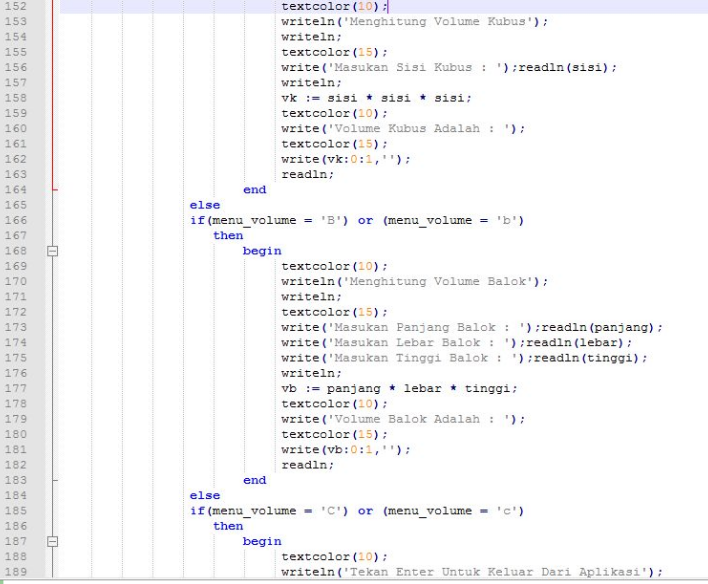 152 textcolor(10);
153 writeln('Menghitung Volume Kubus');
154 writeln;
155 textcolor(15);
156 write('Masukan Sisi Kubus : ');readln(sisi);
157 writeln;
158 vk := sisi * sisi * sisi;
159 textcolor(10);
160 write('Volume Kubus Adalah : ');
161 textcolor(15);
162 write(vk:0:1,'');
163 readln;
164 end
165 else
166 if(menu_volume = 'B') or (menu_volume = 'b')
167 then
168 begin
169 textcolor(10);
170 writeln('Menghitung Volume Balok');
171 writeln;
172 textcolor(15);
173 write('Masukan Panjang Balok : ');readln(panjang);
174 write('Masukan Lebar Balok : ');readln(lebar);
175 write('Masukan Tinggi Balok : ');readln(tinggi);
176 writeln;
177 vb := panjang * lebar * tinggi;
178 textcolor(10);
179 write('Volume Balok Adalah : ');
180 textcolor(15);
181 write(vb:0:1,'');
182 readln;
183 end
184 else
185 if(menu_volume = 'C') or (menu_volume = 'c')
186 then
187 begin
188 textcolor(10);
189 writeln('Tekan Enter Untuk Keluar Dari Aplikasi');